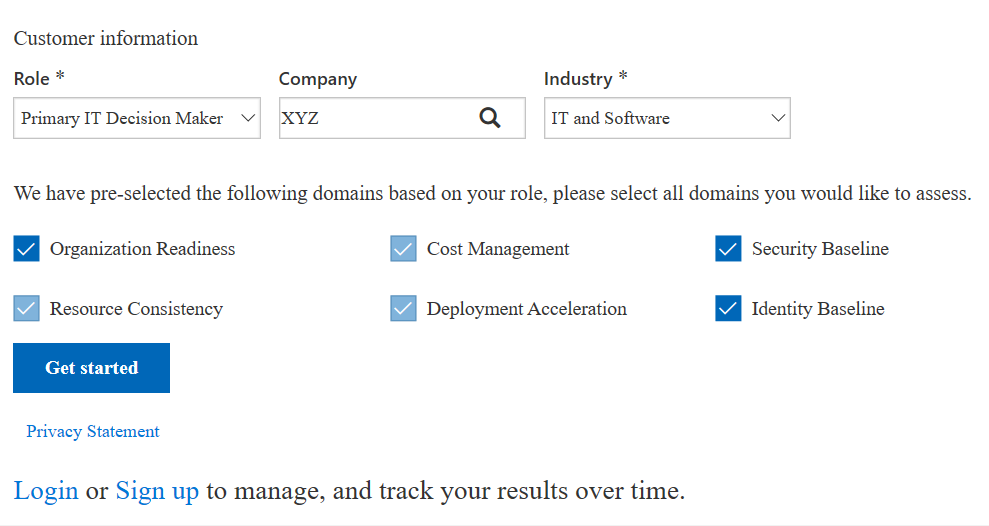 Customer information
Role * Company Industry *
Primary IT Decision Maker XYZ IT and Software
We have pre-selected the following domains based on your role, please select all domains you would like to assess.
Organization Readiness Cost Management Security Baseline
Resource Consistency Deployment Acceleration Identity Baseline
Get started
Privacy Statement
Login or Sign up to manage, and track your results over time.